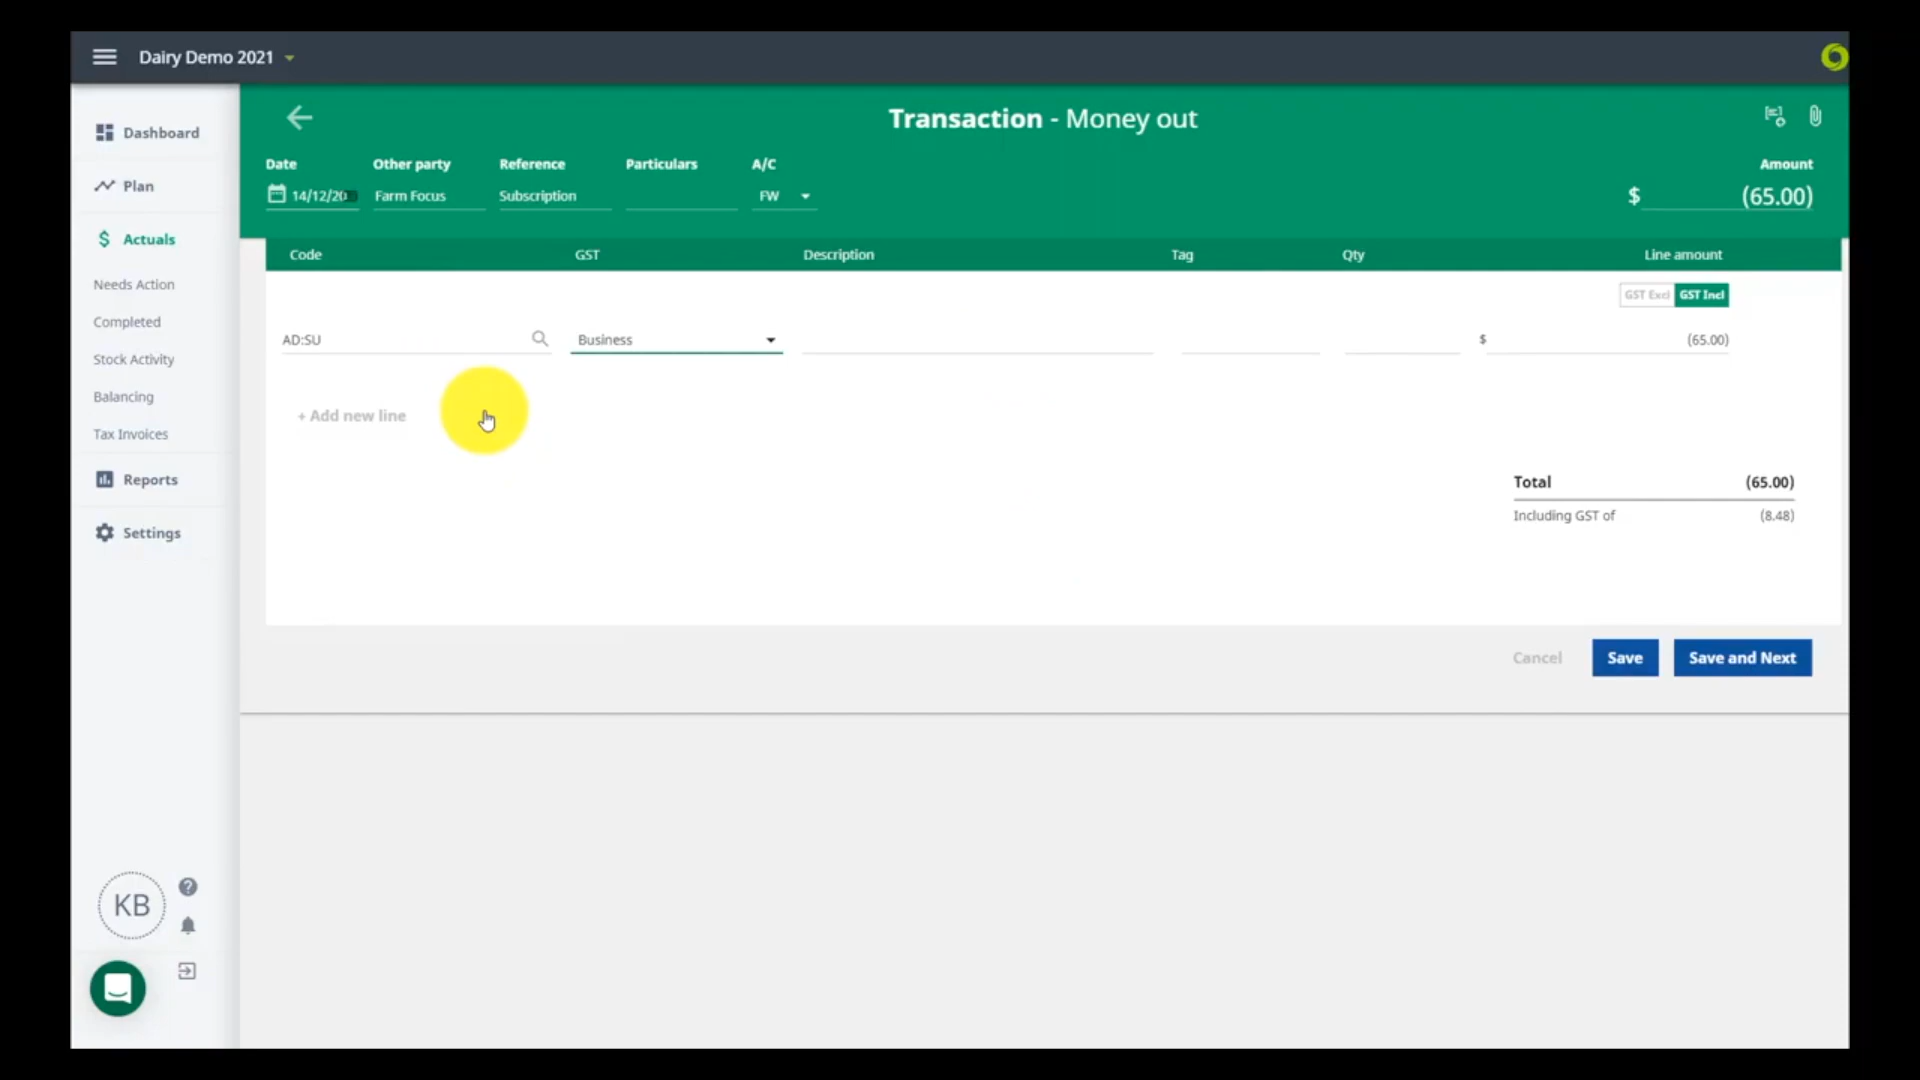 Dairy Demo 2021
Dashboard
Plan
Actuals
Needs Action
Completed
Stock Activity
Balancing
Tax Invoices
Reports
Settings
KB
Transaction - Money out
Date Other party Reference Particulars A/C Amount
14/12/20 Farm Focus Subscription FW $ (65.00)
Code GST Description Tag Qty Line amount
GST Excl GST Incl
AD:SU Business $ (65.00)
+ Add new line
Total (65.00)
Including GST of (8.48)
Cancel Save Save and Next